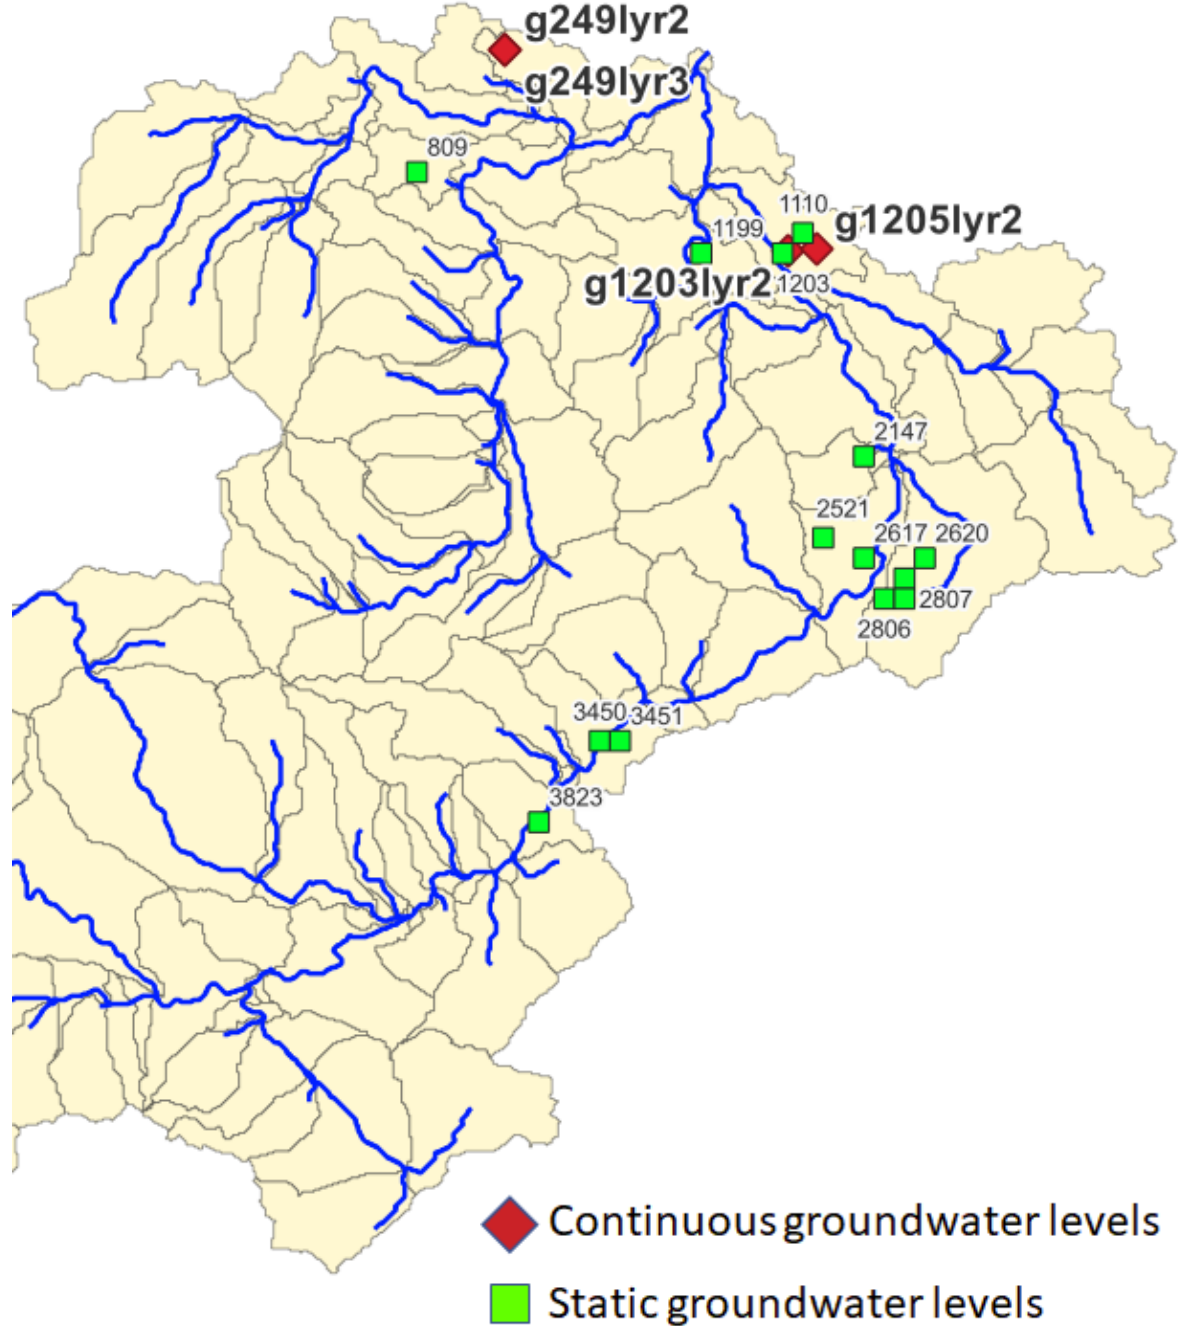 g249lyr2
g249lyr3
809
1110
g1205lyr2
1199
g1203lyr2
1203
2147
2521
2617
2620
2807
2806
3450
3451
3823
Continuous groundwater levels
Static groundwater levels